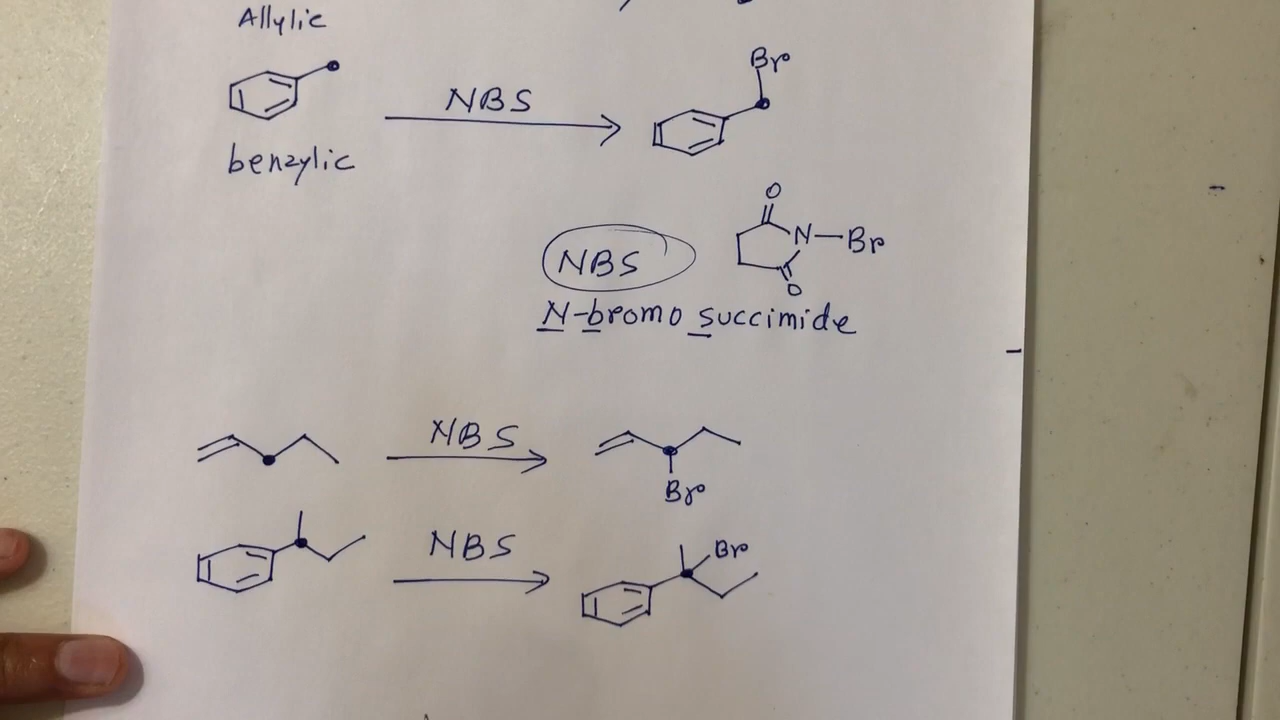 Allylic
NBS
Br
benzylic
O
NBS
N-Br
O
N-bromo succimide
NBS
Br
NBS
Br